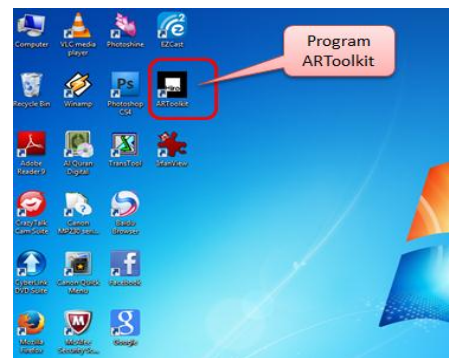 Computer
VLC media
player
Photoshine
EZCast
Program
ARToolkit
Recycle Bin
Winamp
Ps
Photoshop
CS4
ARToolkit
Adobe
Reader 9
Al Quran
Digital
TransTool
IrfanView
CrazyTalk
Cam Suite
Canon
MP230 seri...
Baidu
Browser
CyberLink
DVD Suite
Canon Quick
Menu
Facebook
Mozilla
Firefox
McAfee
Security Sc...
Google